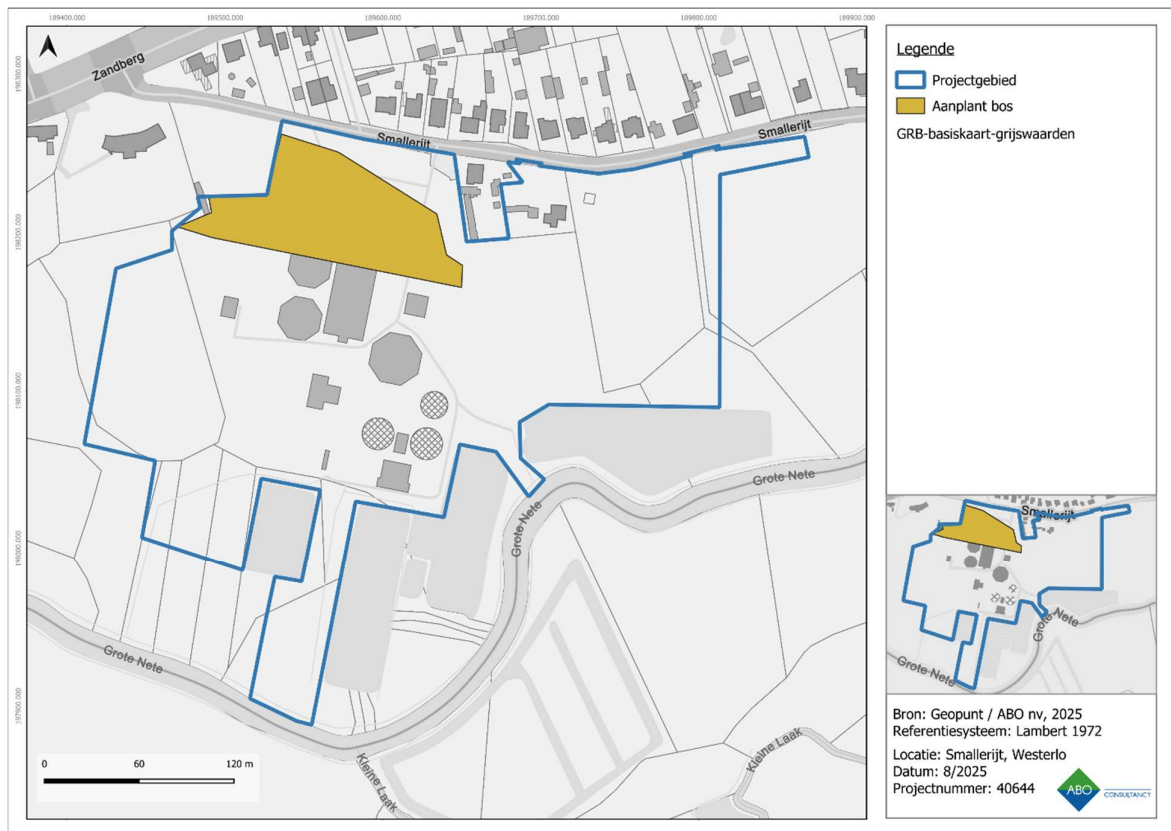 189400.000 189500.000 189600.000 189700.000 189800.000 189900.000
198300.000
198200.000
198100.000
198000.000
197900.000
Zandberg
Smallerijt
Smallerijt
Grote Nete
Grote Nete
Grote Nete
Kleine Laak
Kleine Laak
0 60 120 m
Legende
Projectgebied
Aanplant bos
GRB-basiskaart-grijswaarden
Smallerijt
Grote Nete
Grote Nete
Bron: Geopunt / ABO nv, 2025
Referentiesysteem: Lambert 1972
Locatie: Smallerijt, Westerlo
Datum: 8/2025
Projectnummer: 40644
ABO
CONSULTANCY